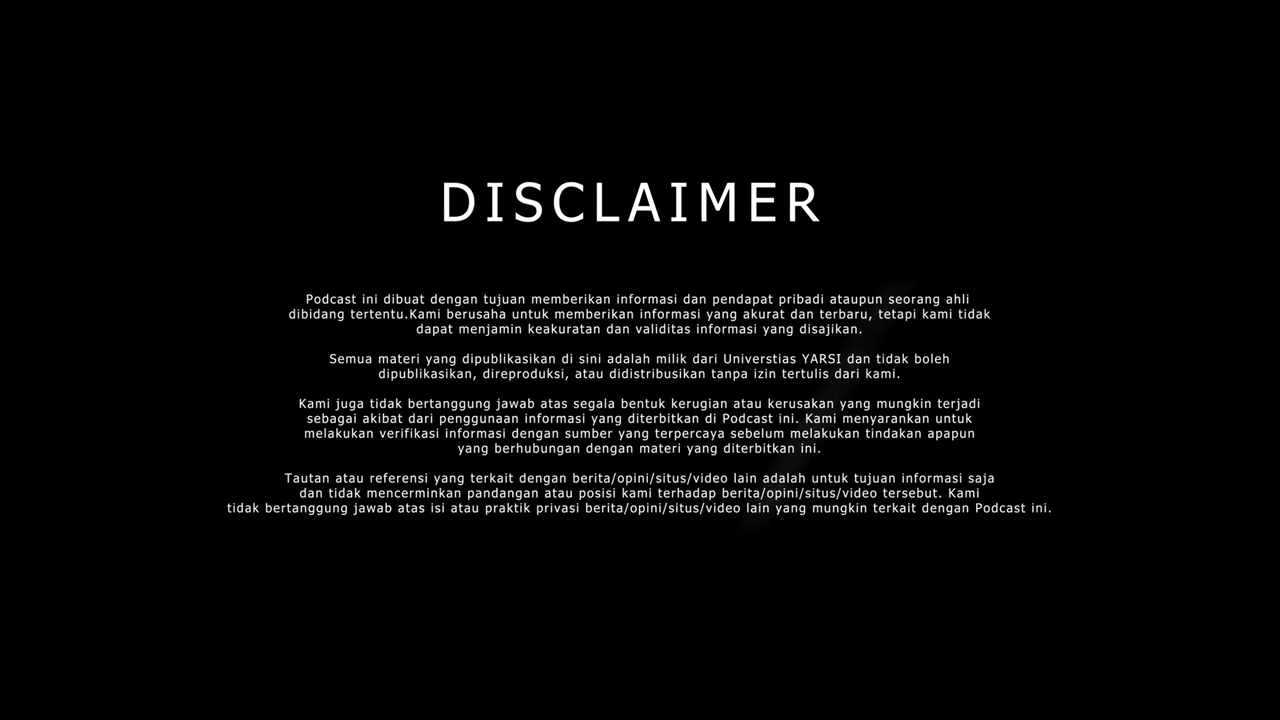 DISCLAIMER
Podcast ini dibuat dengan tujuan memberikan informasi dan pendapat pribadi ataupun seorang ahli
dibidang tertentu.Kami berusaha untuk memberikan informasi yang akurat dan terbaru, tetapi kami tidak
dapat menjamin keakuratan dan validitas informasi yang disajikan.
Semua materi yang dipublikasikan di sini adalah milik dari Universtias YARSI dan tidak boleh
dipublikasikan, direproduksi, atau didistribusikan tanpa izin tertulis dari kami.
Kami juga tidak bertanggung jawab atas segala bentuk kerugian atau kerusakan yang mungkin terjadi
sebagai akibat dari penggunaan informasi yang diterbitkan di Podcast ini. Kami menyarankan untuk
melakukan verifikasi informasi dengan sumber yang terpercaya sebelum melakukan tindakan apapun
yang berhubungan dengan materi yang diterbitkan ini.
Tautan atau referensi yang terkait dengan berita/opini/situs/video lain adalah untuk tujuan informasi saja
dan tidak mencerminkan pandangan atau posisi kami terhadap berita/opini/situs/video tersebut. Kami
tidak bertanggung jawab atas isi atau praktik privasi berita/opini/situs/video lain yang mungkin terkait dengan Podcast ini.